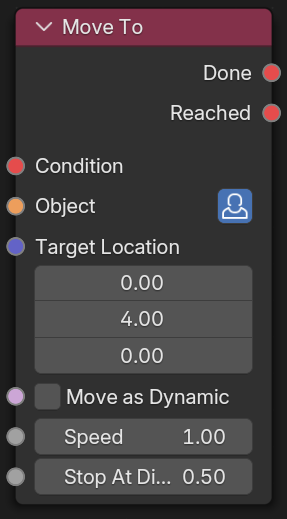 Move To
Done
Reached
Condition
Object
Target Location
0.00
4.00
0.00
Move as Dynamic
Speed 1.00
Stop At Di... 0.50